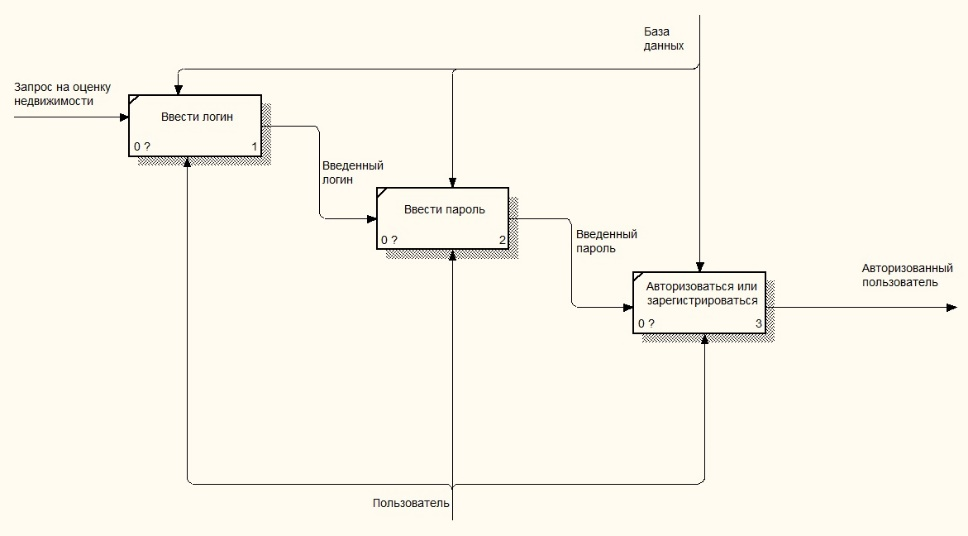 База
данных
Запрос на оценку
недвижимости
Ввести логин
0 ?
1
Введенный
логин
Ввести пароль
0 ?
2
Введенный
пароль
Авторизоваться или
зарегистрироваться
0 ?
3
Авторизованный
пользователь
Пользователь